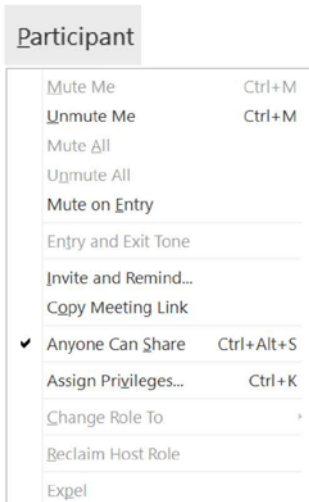 Participant
Mute Me Ctrl+M
Unmute Me Ctrl+M
Mute All
Unmute All
Mute on Entry
Entry and Exit Tone
Invite and Remind...
Copy Meeting Link
✔ Anyone Can Share Ctrl+Alt+S
Assign Privileges... Ctrl+K
Change Role To
Reclaim Host Role
Expel